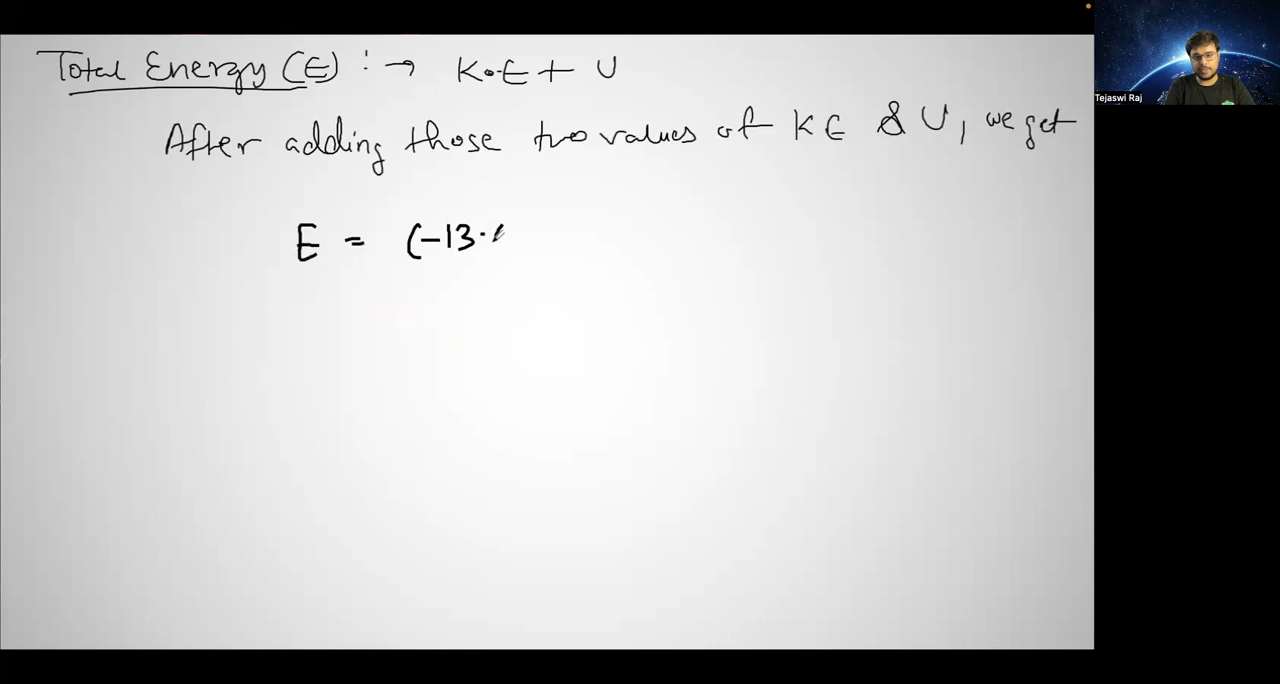 Total Energy (E) : → K.E + U
Tejaswi Raj
After adding those two values of KE & U, we get
E = (-13.